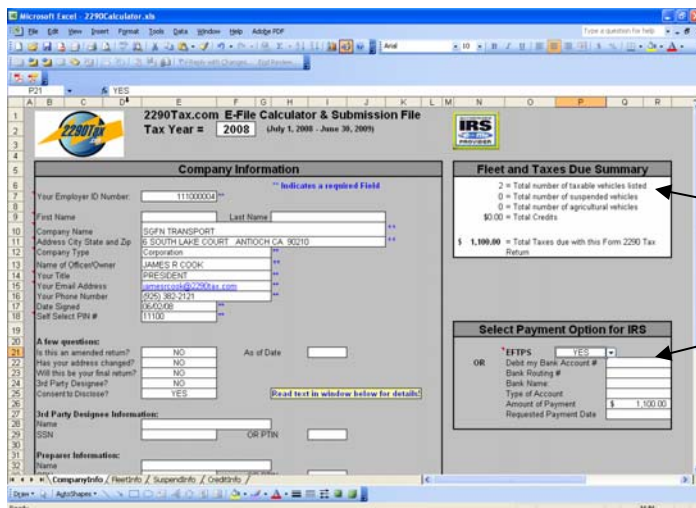 Microsoft Excel - 2290Calculator.xls
File Edit View Insert Format Tools Data Window Help Adobe PDF
Type a question for help
Arial 10
Reply with Changes... End Review...
P21 YES
A B C D E F G H I J K L M N O P Q R
2290Tax
2290Tax.com E-File Calculator & Submission File
Tax Year = 2008 (July 1, 2008 - June 30, 2009)
IRS
PROVIDER
Company Information
** Indicates a required Field
Your Employer ID Number: 111000004 **
First Name Last Name
Company Name SGFN TRANSPORT **
Address City State and Zip 6 SOUTH LAKE COURT ANTIOCH CA 90210 **
Company Type Corporation **
Name of Officer/Owner JAMES R COOK **
Your Title PRESIDENT **
Your Email Address jamesrcook@2290tax.com **
Your Phone Number (925) 382-2121 **
Date Signed 06/02/08
Self Select PIN # 11100 **
A few questions:
Is this an amended return? NO As of Date
Has your address changed? NO
Will this be your final return? NO
3rd Party Designee? NO
Consent to Disclose? YES Read text in window below for details!
3rd Party Designee Information:
Name
SSN OR PTIN
Preparer Information:
Name
Fleet and Taxes Due Summary
2 = Total number of taxable vehicles listed
0 = Total number of suspended vehicles
0 = Total number of agricultural vehicles
$0.00 = Total Credits
$ 1,100.00 = Total Taxes due with this Form 2290 Tax
Return
Select Payment Option for IRS
EFTPS YES
OR Debit my Bank Account #
Bank Routing #
Bank Name:
Type of Account
Amount of Payment $ 1,100.00
Requested Payment Date
CompanyInfo / FleetInfo / SuspendInfo / CreditInfo
Draw AutoShapes
Ready NUM